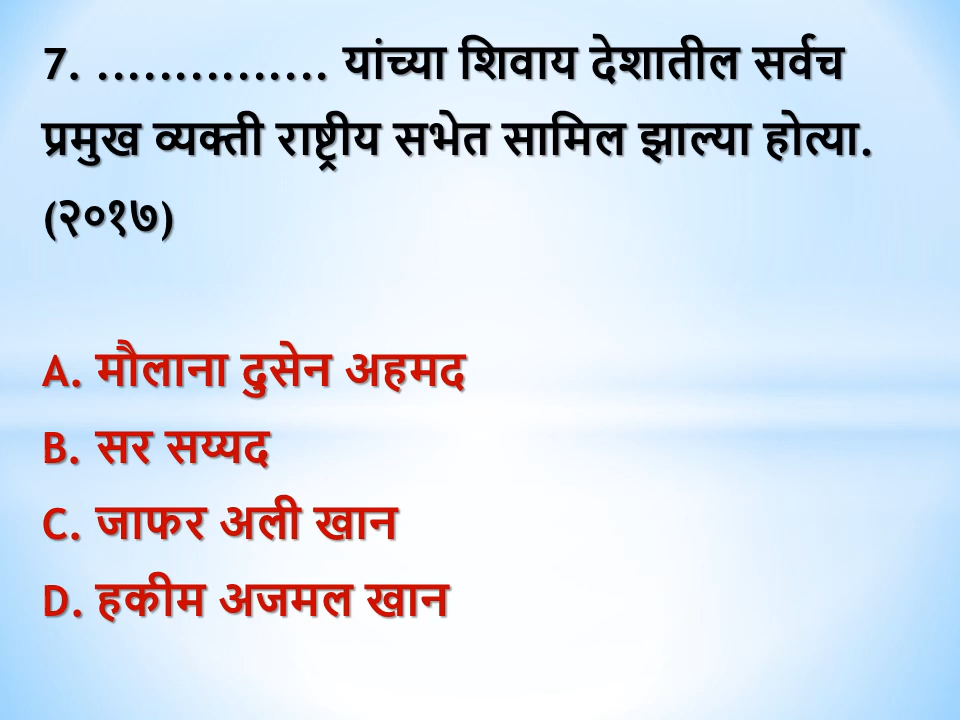 7. ............... यांच्या शिवाय देशातील सर्वच
प्रमुख व्यक्ती राष्ट्रीय सभेत सामिल झाल्या होत्या.
(२०१७)
A. मौलाना दुसेन अहमद
B. सर सय्यद
C. जाफर अली खान
D. हकीम अजमल खान